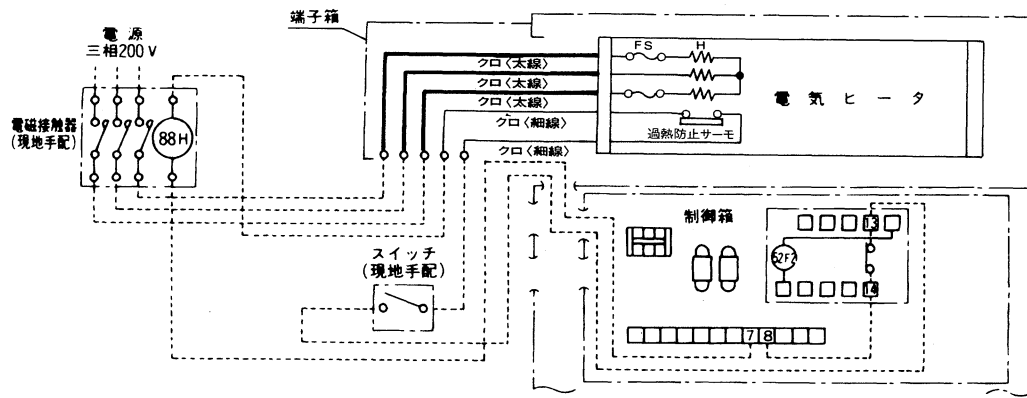 端子箱
電源
三相200V
FS
H
クロ〈太線〉
クロ〈太線〉
クロ〈太線〉
クロ〈細線〉
クロ〈細線〉
電気ヒータ
過熱防止サーモ
電磁接触器
(現地手配)
88H
制御箱
13
52F2
14
スイッチ
(現地手配)
7 8